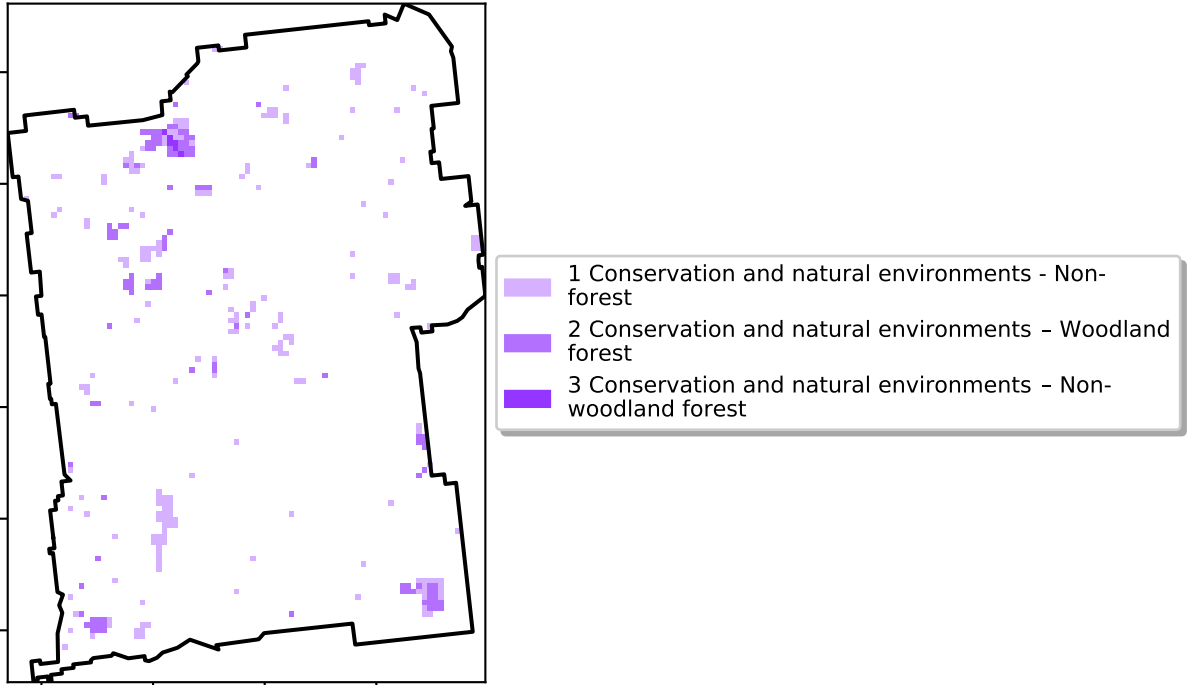 1 Conservation and natural environments - Non-
forest
2 Conservation and natural environments – Woodland
forest
3 Conservation and natural environments – Non-
woodland forest